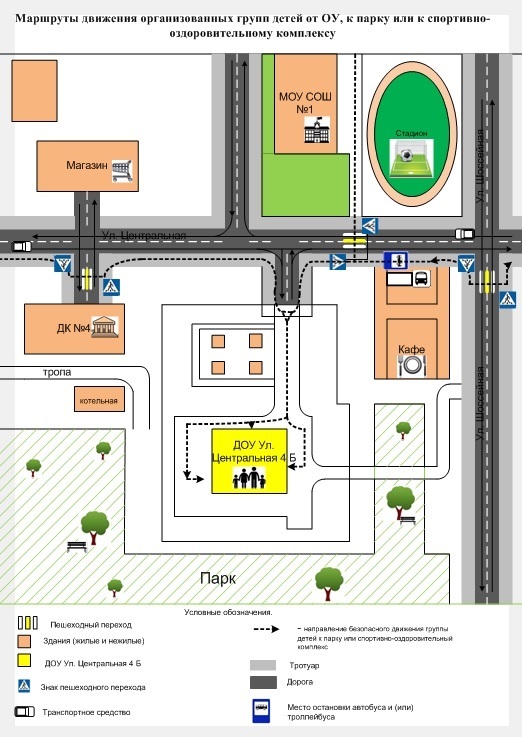 Маршруты движения организованных групп детей от ОУ, к парку или к спортивно-
оздоровительному комплексу
МОУ СОШ
№1
Стадион
Ул. Шоссейная
Магазин
Ул. Центральная
ДК №4
Кафе
тропа
котельная
Ул. Шоссейная
ДОУ Ул.
Центральная 4 Б
Парк
Условные обозначения.
Пешеходный переход
Здания (жилые и нежилые)
ДОУ Ул. Центральная 4 Б
Знак пешеходного перехода
Транспортное средство
- направление безопасного движения группы
детей к парку или спортивно-оздоровительный
комплекс
Тротуар
Дорога
Место остановки автобуса и (или)
троллейбуса